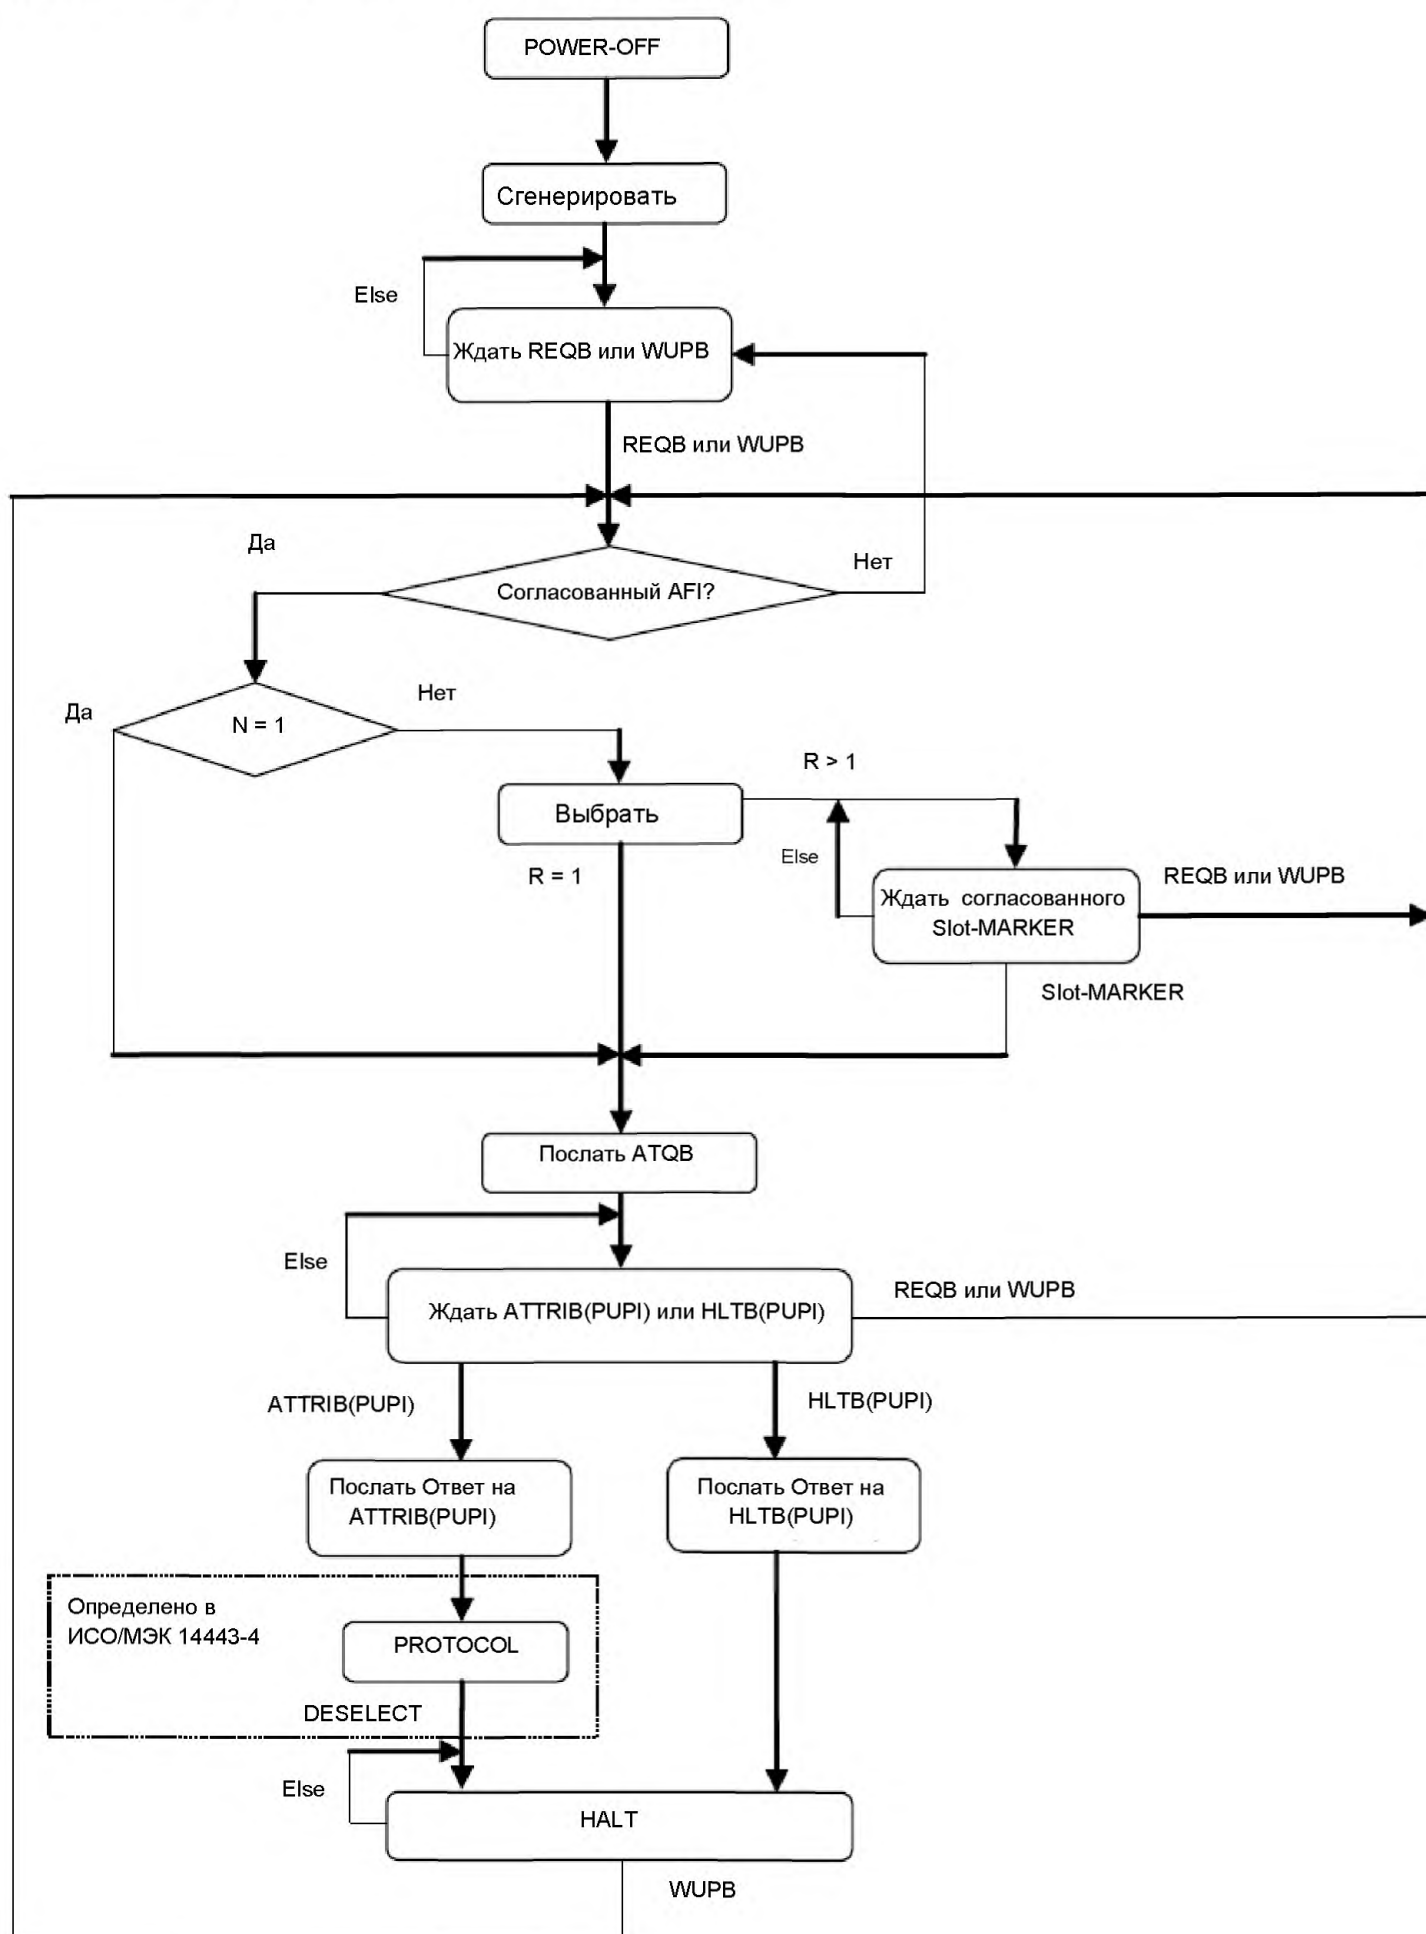 POWER-OFF
Сгенерировать
Else
Ждать REQB или WUPB
REQB или WUPB
Да
Нет
Согласованный AFI?
Да
Нет
N = 1
R > 1
Выбрать
Else
R = 1
Ждать согласованного
Slot-MARKER
REQB или WUPB
Slot-MARKER
Послать ATQB
Else
REQB или WUPB
Ждать ATTRIB(PUPI) или HLTB(PUPI)
ATTRIB(PUPI)
HLTB(PUPI)
Послать Ответ на
ATTRIB(PUPI)
Послать Ответ на
HLTB(PUPI)
Определено в
ИСО/МЭК 14443-4
PROTOCOL
DESELECT
Else
HALT
WUPB